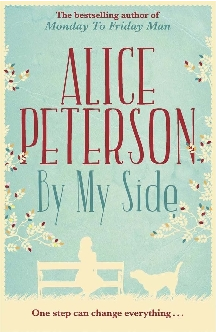 The bestselling author of
Monday To Friday Man
ALICE
PETERSON
By My Side
One step can change everything . . .